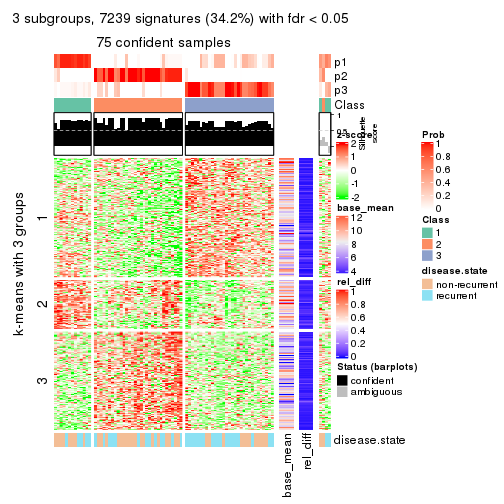 3 subgroups, 7239 signatures (34.2%) with fdr < 0.05
75 confident samples
p1
p2
p3
Class
1
0.5
Silhouette
score
k-means with 3 groups
1
2
3
z-score
2
1
0
-1
-2
base_mean
12
10
8
6
4
rel_diff
1
0.8
0.6
0.4
0.2
0
Status (barplots)
confident
ambiguous
Prob
1
0.8
0.6
0.4
0.2
0
Class
1
2
3
disease.state
non-recurrent
recurrent
disease.state
base_mean
rel_diff